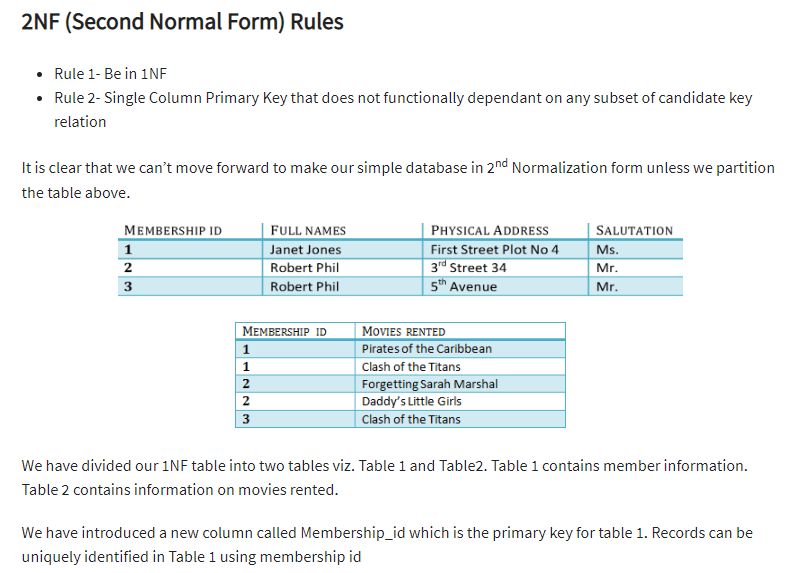 2NF (Second Normal Form) Rules
• Rule 1- Be in 1NF
• Rule 2- Single Column Primary Key that does not functionally dependant on any subset of candidate key
relation
It is clear that we can’t move forward to make our simple database in 2nd Normalization form unless we partition
the table above.
MEMBERSHIP ID FULL NAMES PHYSICAL ADDRESS SALUTATION
1 Janet Jones First Street Plot No 4 Ms.
2 Robert Phil 3rd Street 34 Mr.
3 Robert Phil 5th Avenue Mr.
MEMBERSHIP ID MOVIES RENTED
1 Pirates of the Caribbean
1 Clash of the Titans
2 Forgetting Sarah Marshal
2 Daddy's Little Girls
3 Clash of the Titans
We have divided our 1NF table into two tables viz. Table 1 and Table2. Table 1 contains member information.
Table 2 contains information on movies rented.
We have introduced a new column called Membership_id which is the primary key for table 1. Records can be
uniquely identified in Table 1 using membership id